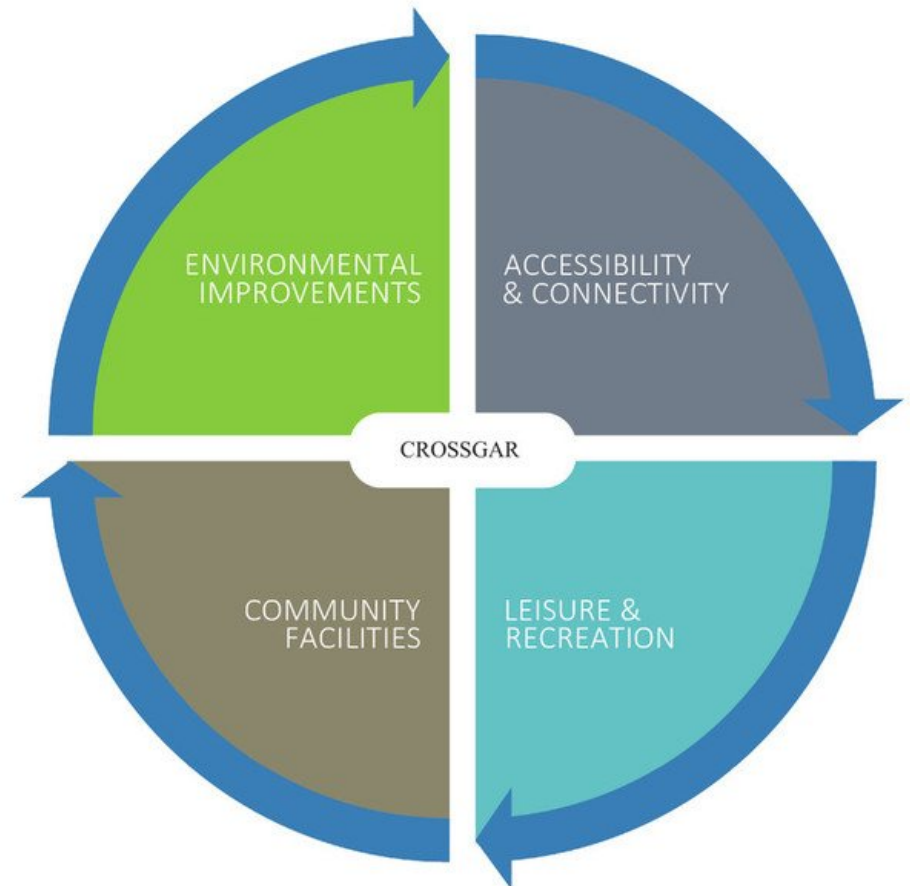 ENVIRONMENTAL
IMPROVEMENTS
ACCESSIBILITY
& CONNECTIVITY
CROSSGAR
COMMUNITY
FACILITIES
LEISURE &
RECREATION